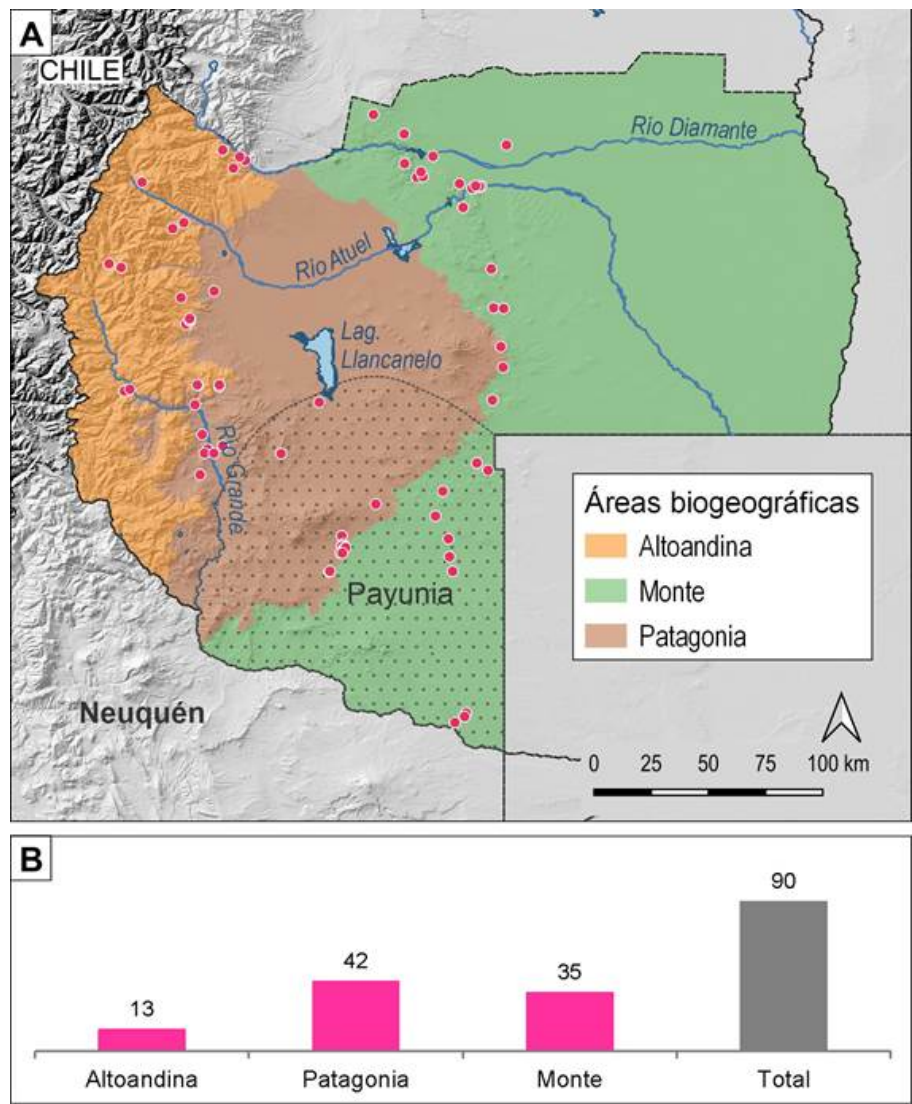 A
CHILE
Río Diamante
Río Atuel
Lag.
Llancanelo
Río Grande
Payunia
Neuquén
Áreas biogeográficas
Altoandina
Monte
Patagonia
0 25 50 75 100 km
B
13
42
35
90
Altoandina
Patagonia
Monte
Total